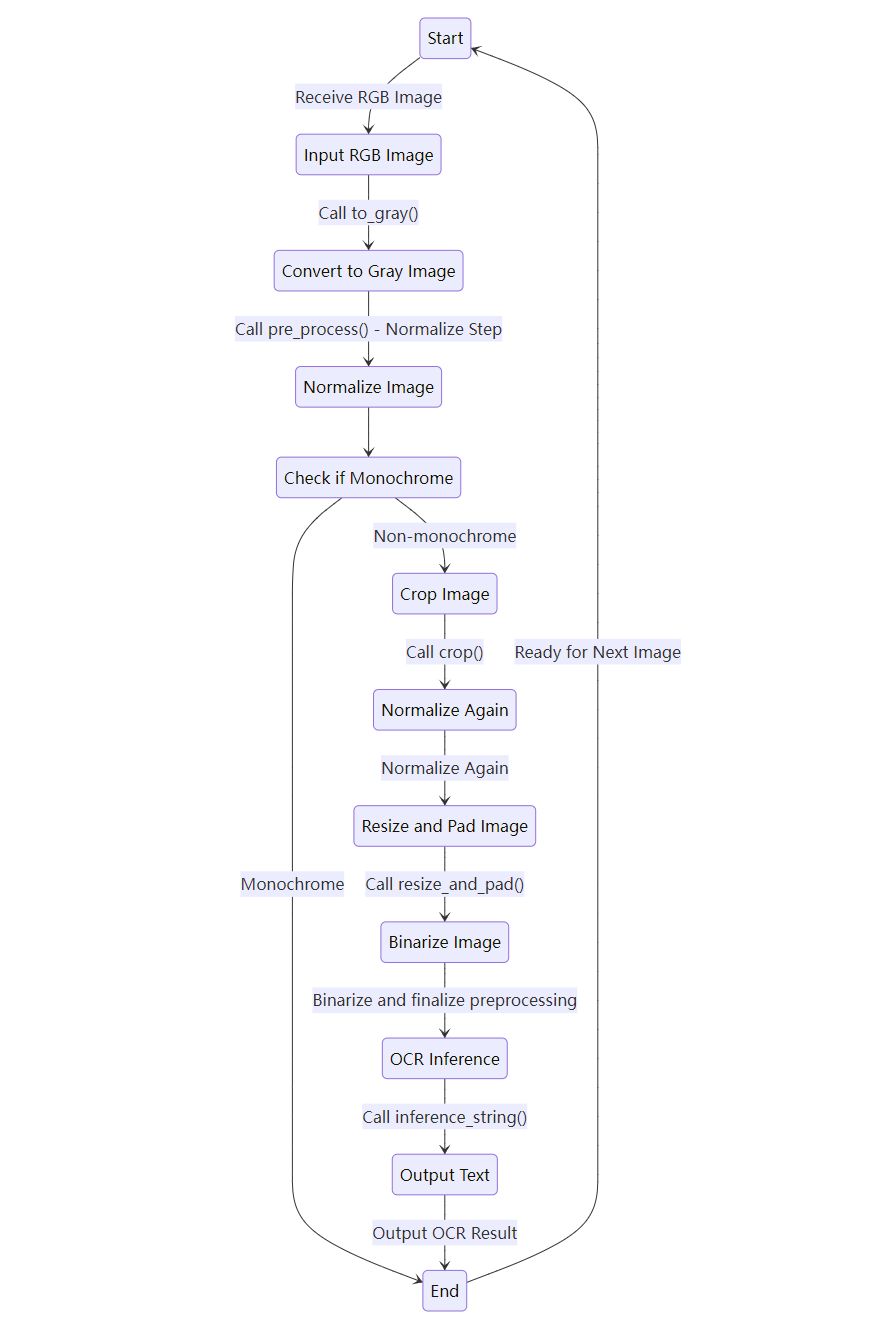 Start
Receive RGB Image
Input RGB Image
Call to_gray()
Convert to Gray Image
Call pre_process() - Normalize Step
Normalize Image
Check if Monochrome
Non-monochrome
Crop Image
Call crop()
Ready for Next Image
Normalize Again
Normalize Again
Resize and Pad Image
Monochrome
Call resize_and_pad()
Binarize Image
Binarize and finalize preprocessing
OCR Inference
Call inference_string()
Output Text
Output OCR Result
End